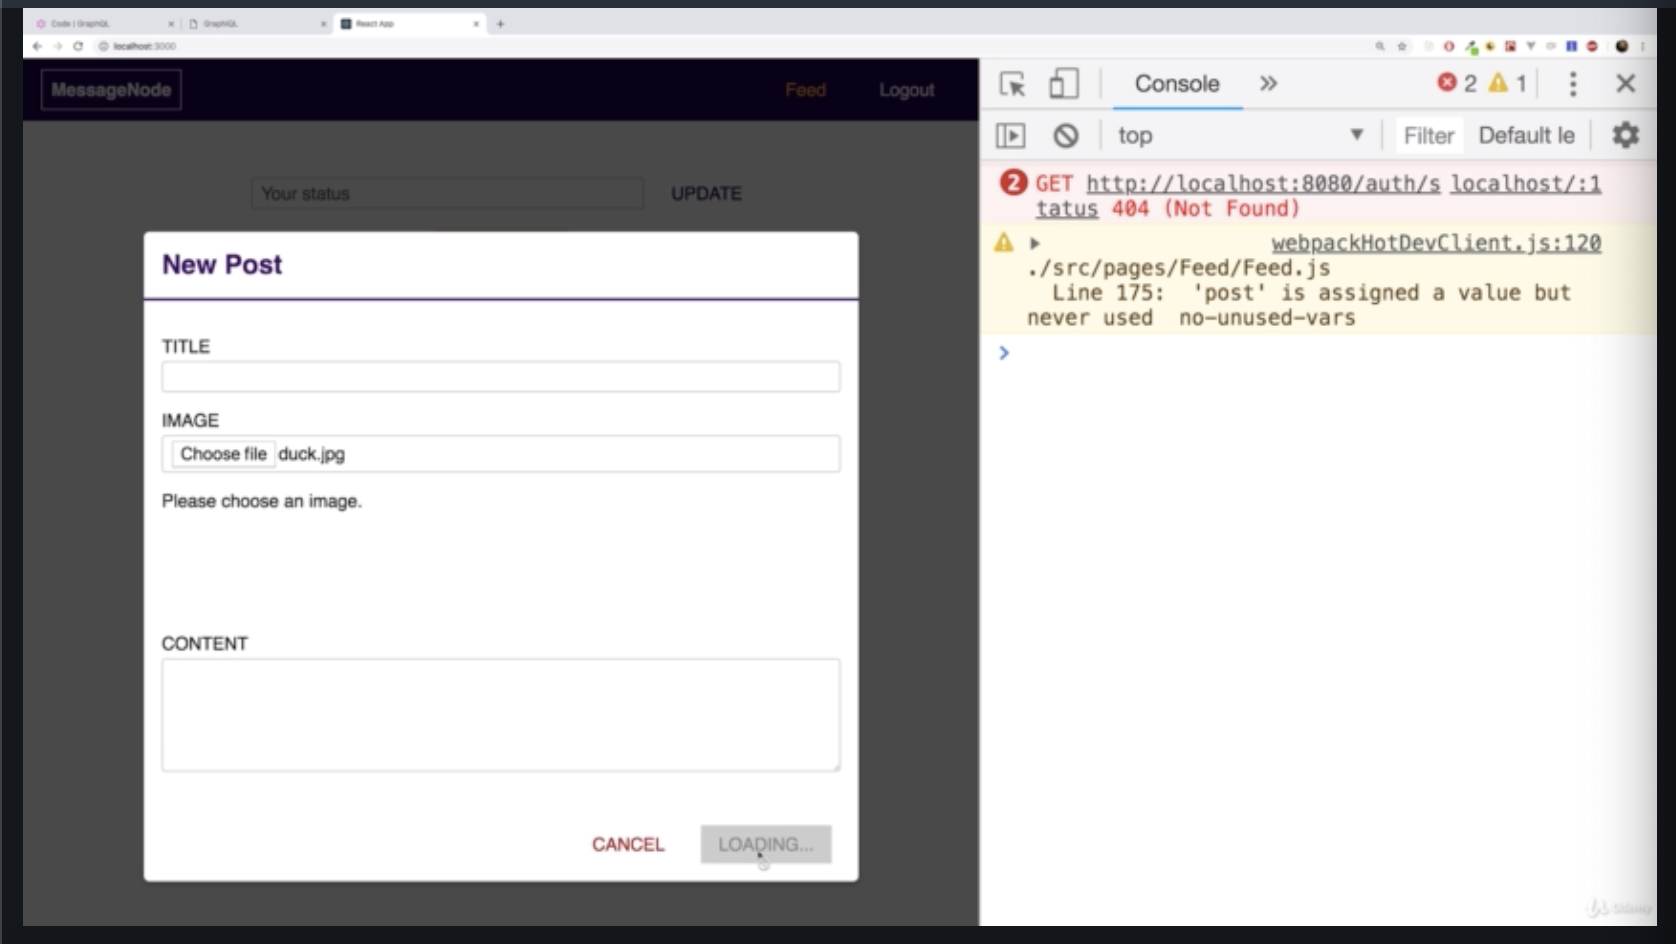 Code | GraphiQL
GraphiQL
React App
localhost:3000
MessageNode
Feed
Logout
Your status
UPDATE
New Post
TITLE
IMAGE
Choose file duck.jpg
Please choose an image.
CONTENT
CANCEL
LOADING...
Console
2
1
top
Filter
Default le
2 GET http://localhost:8080/auth/s localhost/:1
tatus 404 (Not Found)
webpackHotDevClient.js:120
./src/pages/Feed/Feed.js
Line 175: 'post' is assigned a value but
never used no-unused-vars
Udemy